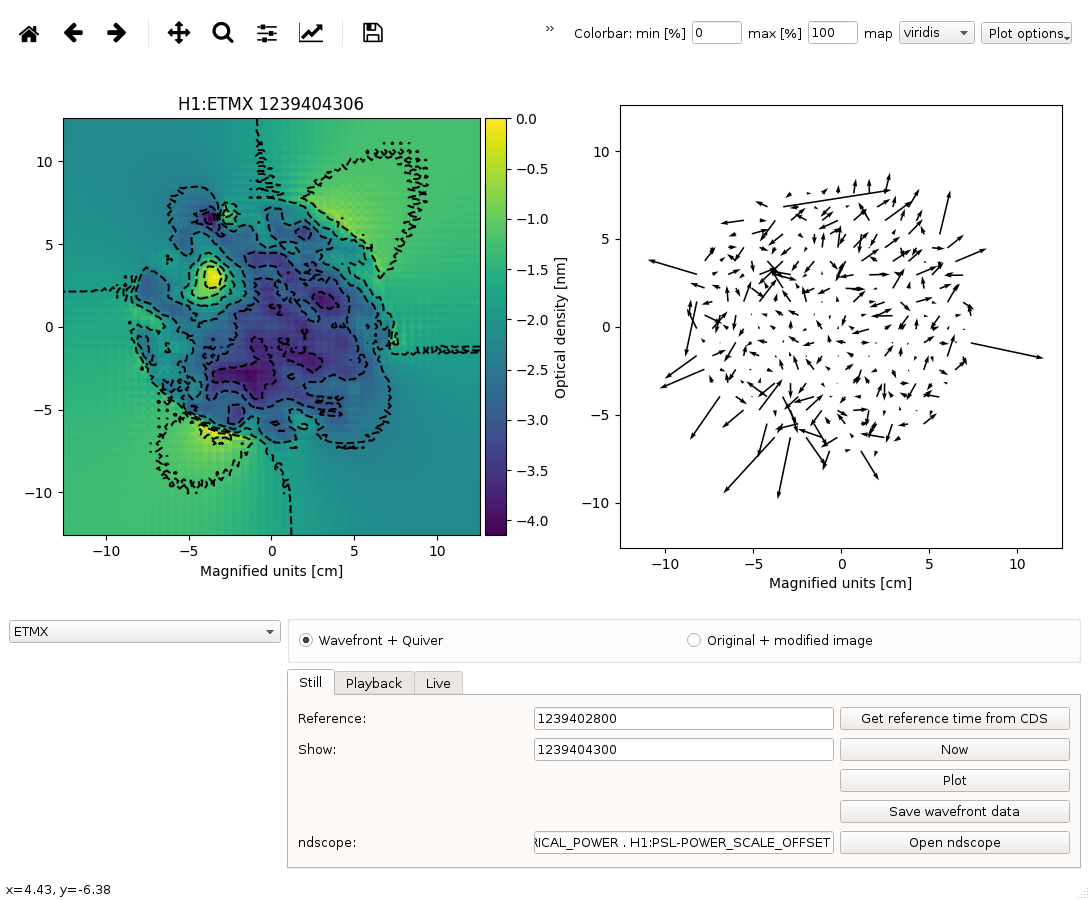 » Colorbar: min [%] 0 max [%] 100 map viridis Plot options
H1:ETMX 1239404306
10
5
0
−5
−10
−10 −5 0 5 10
Magnified units [cm]
0.0
−0.5
−1.0
−1.5
−2.0
−2.5
−3.0
−3.5
−4.0
Optical density [nm]
10
5
0
−5
−10
−10 −5 0 5 10
Magnified units [cm]
ETMX
Wavefront + Quiver Original + modified image
Still Playback Live
Reference: 1239402800 Get reference time from CDS
Show: 1239404300 Now
Plot
Save wavefront data
ndscope: RICAL_POWER . H1:PSL-POWER_SCALE_OFFSET Open ndscope
x=4.43, y=-6.38